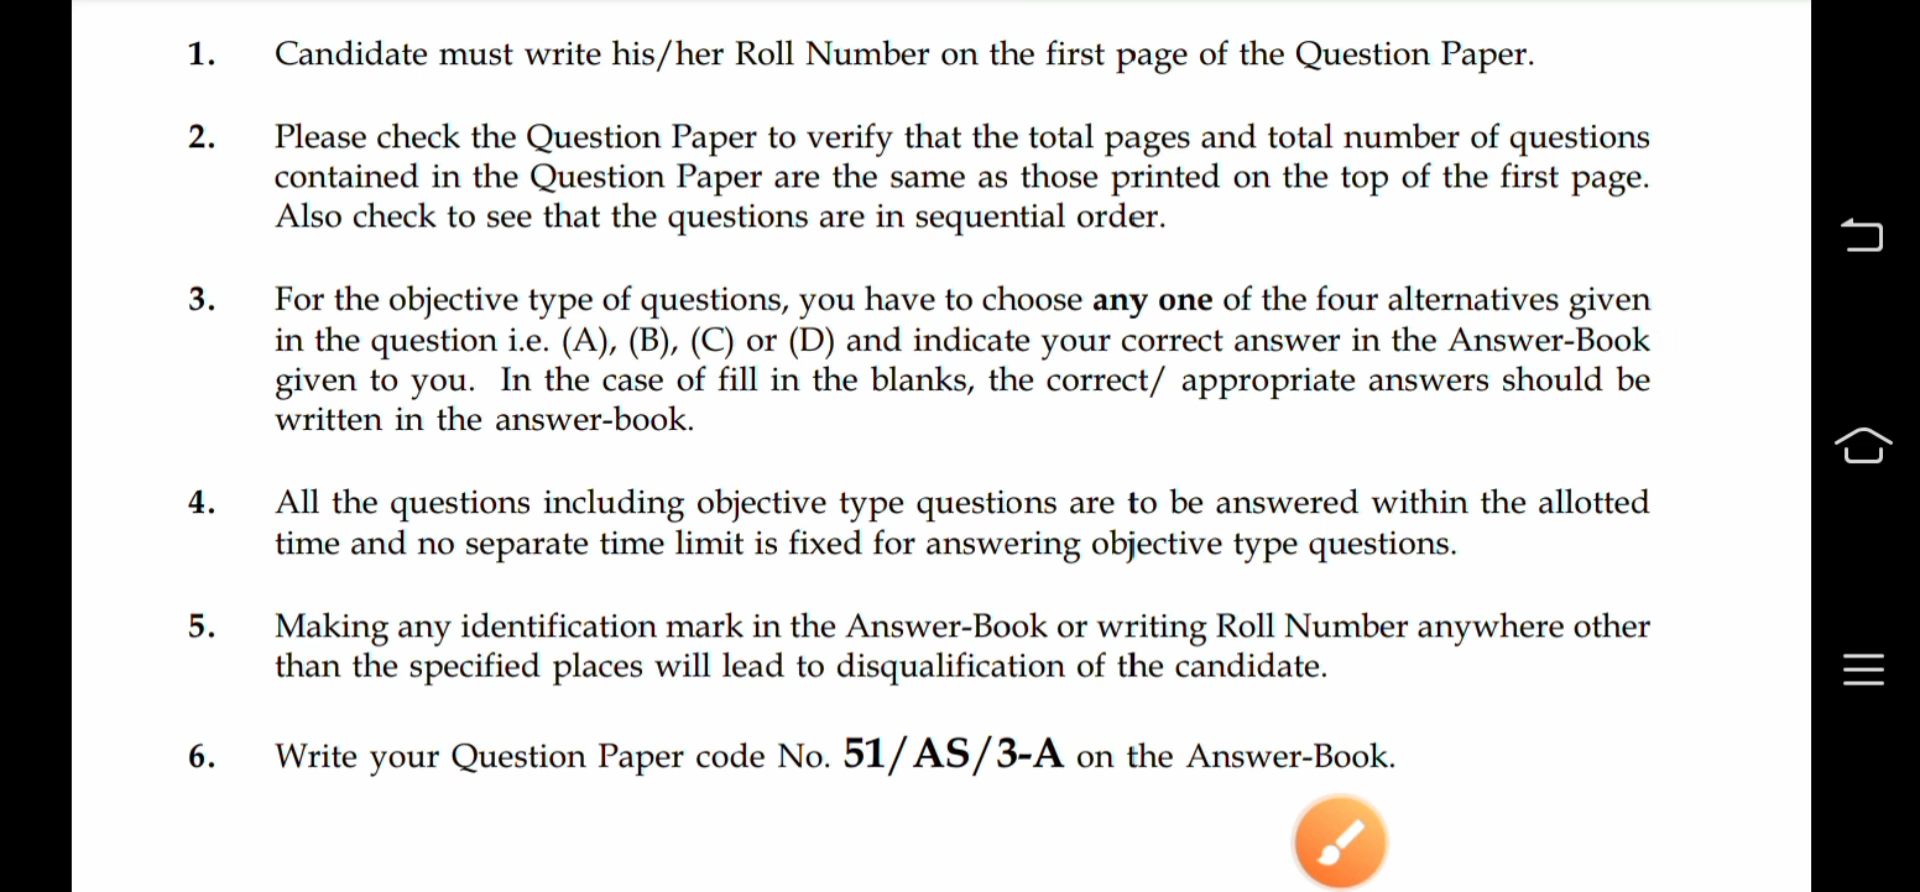 1. Candidate must write his/her Roll Number on the first page of the Question Paper.
2. Please check the Question Paper to verify that the total pages and total number of questions
contained in the Question Paper are the same as those printed on the top of the first page.
Also check to see that the questions are in sequential order.
3. For the objective type of questions, you have to choose any one of the four alternatives given
in the question i.e. (A), (B), (C) or (D) and indicate your correct answer in the Answer-Book
given to you. In the case of fill in the blanks, the correct/ appropriate answers should be
written in the answer-book.
4. All the questions including objective type questions are to be answered within the allotted
time and no separate time limit is fixed for answering objective type questions.
5. Making any identification mark in the Answer-Book or writing Roll Number anywhere other
than the specified places will lead to disqualification of the candidate.
6. Write your Question Paper code No. 51/AS/3-A on the Answer-Book.